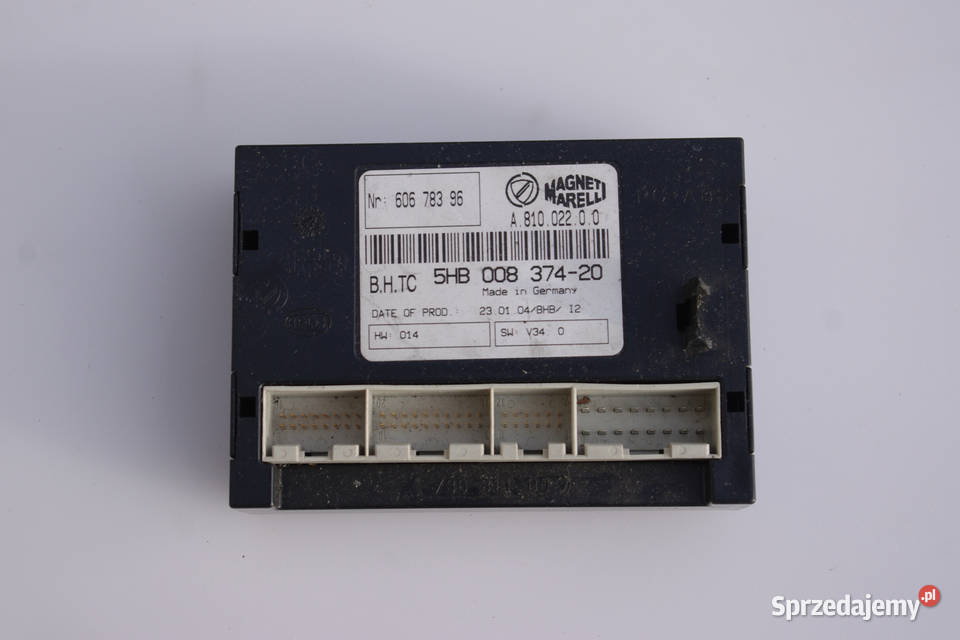 Nr: 606 783 96
MAGNETI
MARELLI
A.810.022.0.0
B.H.TC 5HB 008 374-20
Made in Germany
DATE OF PROD.: 23.01.04/BHB/ I2
HW: 014
SW: V34.0
Sprzedajemy.pl